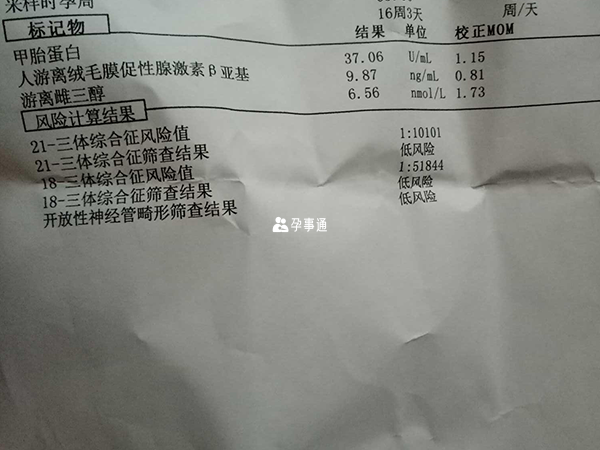 采样时孕周 16周3天 周/天
标记物 结果 单位 校正MOM
甲胎蛋白 37.06 U/mL 1.15
人游离绒毛膜促性腺激素β亚基 9.87 ng/mL 0.81
游离雌三醇 6.56 nmol/L 1.73
风险计算结果
21-三体综合征风险值 1:10101
21-三体综合征筛查结果 低风险
18-三体综合征风险值 1:51844
18-三体综合征筛查结果 低风险
开放性神经管畸形筛查结果 低风险
孕事通